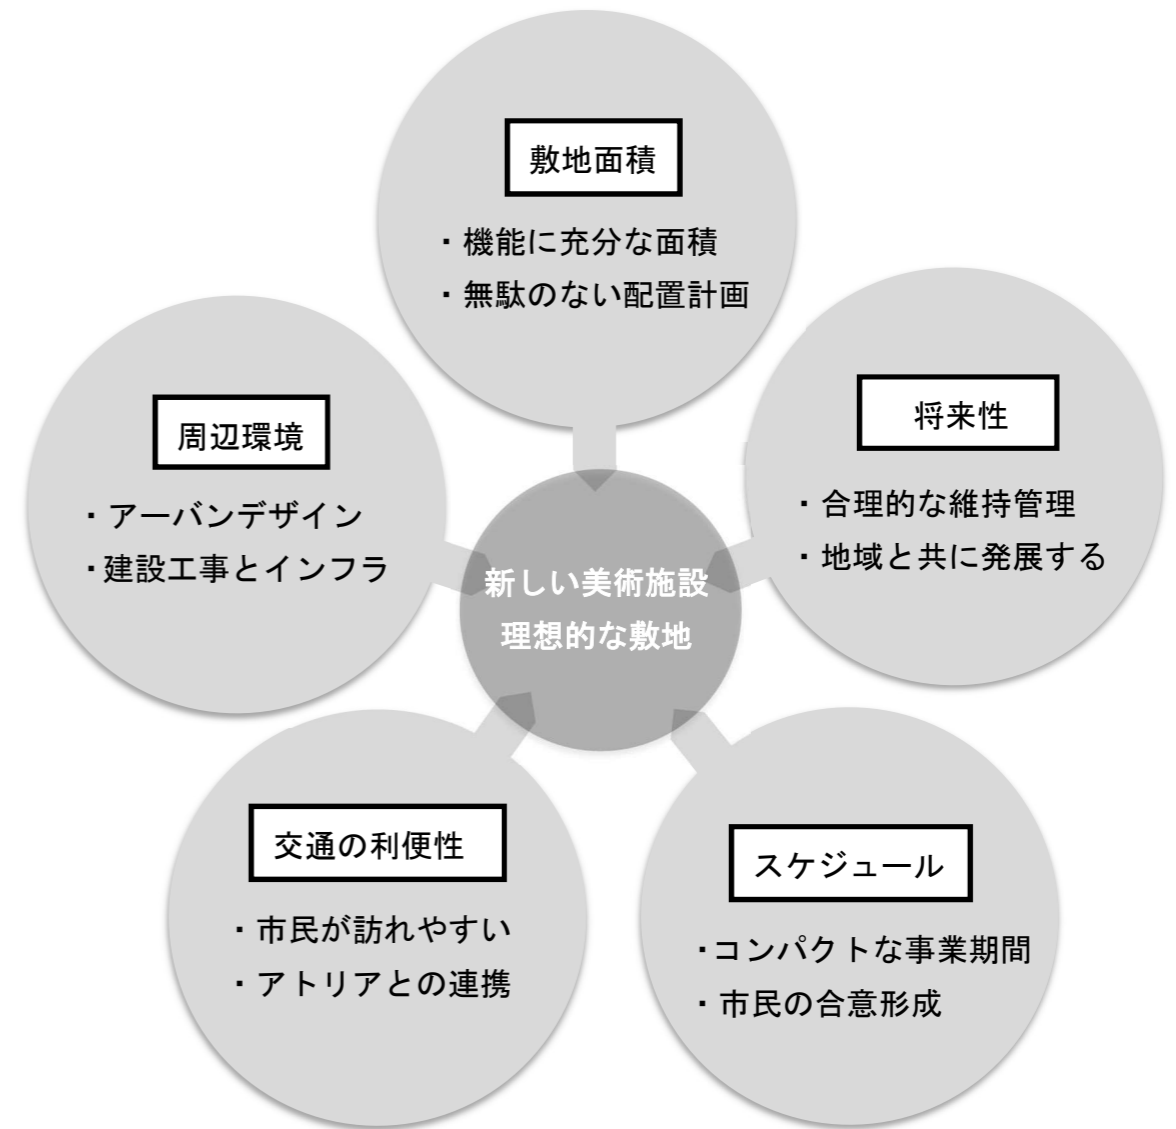 敷地面積
・機能に充分な面積
・無駄のない配置計画
将来性
・合理的な維持管理
・地域と共に発展する
周辺環境
・アーバンデザイン
・建設工事とインフラ
新しい美術施設
理想的な敷地
交通の利便性
・市民が訪れやすい
・アトリアとの連携
スケジュール
・コンパクトな事業期間
・市民の合意形成